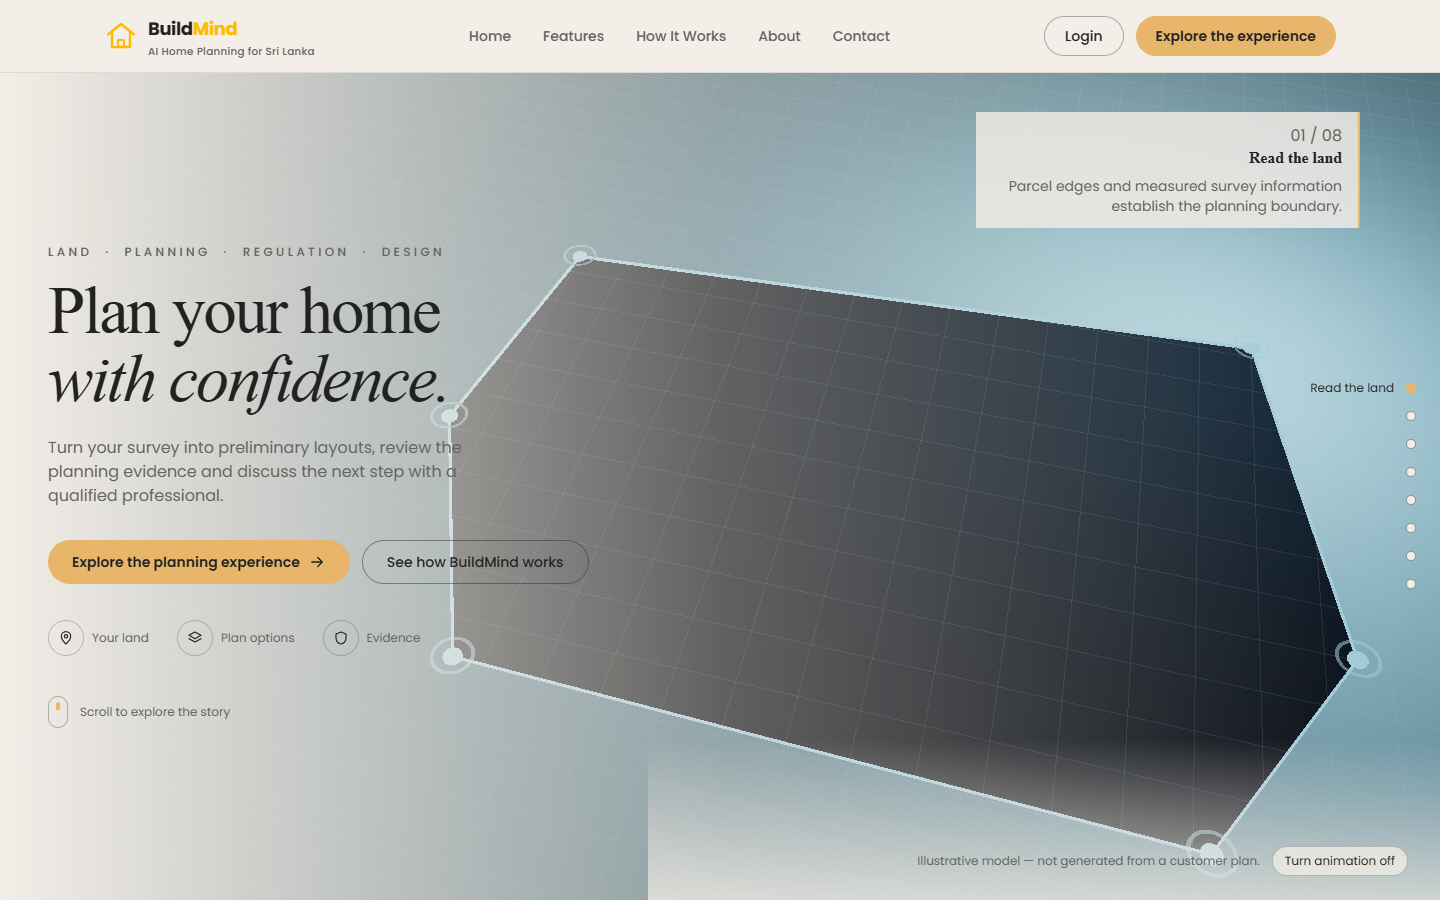 BuildMind
AI Home Planning for Sri Lanka
Home
Features
How It Works
About
Contact
Login
Explore the experience
01 / 08
Read the land
Parcel edges and measured survey information
establish the planning boundary.
LAND · PLANNING · REGULATION · DESIGN
Plan your home
with confidence.
Turn your survey into preliminary layouts, review the
planning evidence and discuss the next step with a
qualified professional.
Explore the planning experience →
See how BuildMind works
Your land
Plan options
Evidence
Scroll to explore the story
Read the land
Illustrative model — not generated from a customer plan.
Turn animation off